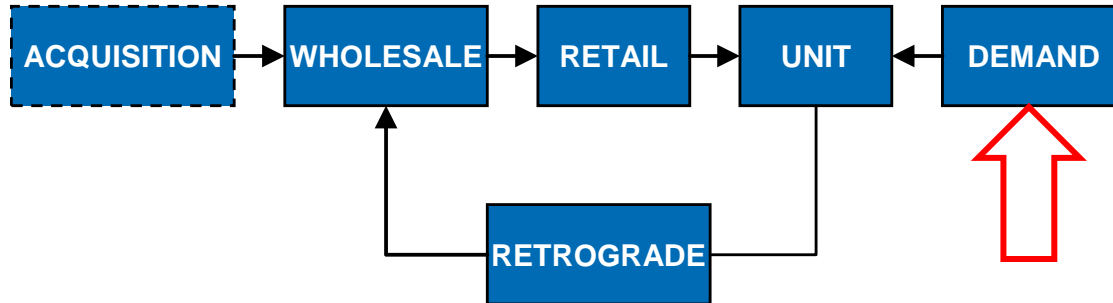 ACQUISITION
WHOLESALE
RETAIL
UNIT
DEMAND
RETROGRADE